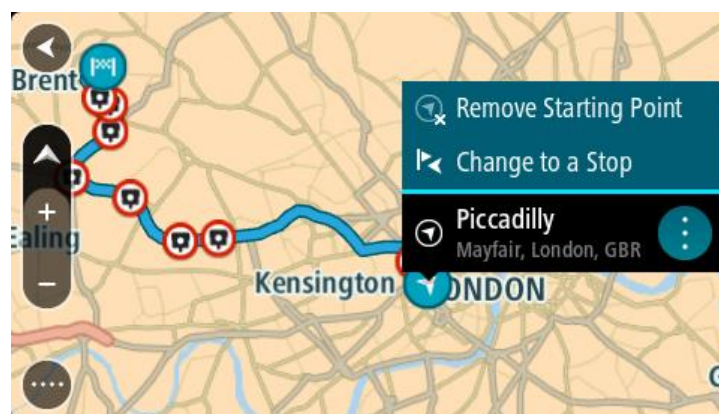 Brent
Remove Starting Point
Change to a Stop
Piccadilly
Mayfair, London, GBR
Ealing
Kensington
ONDON